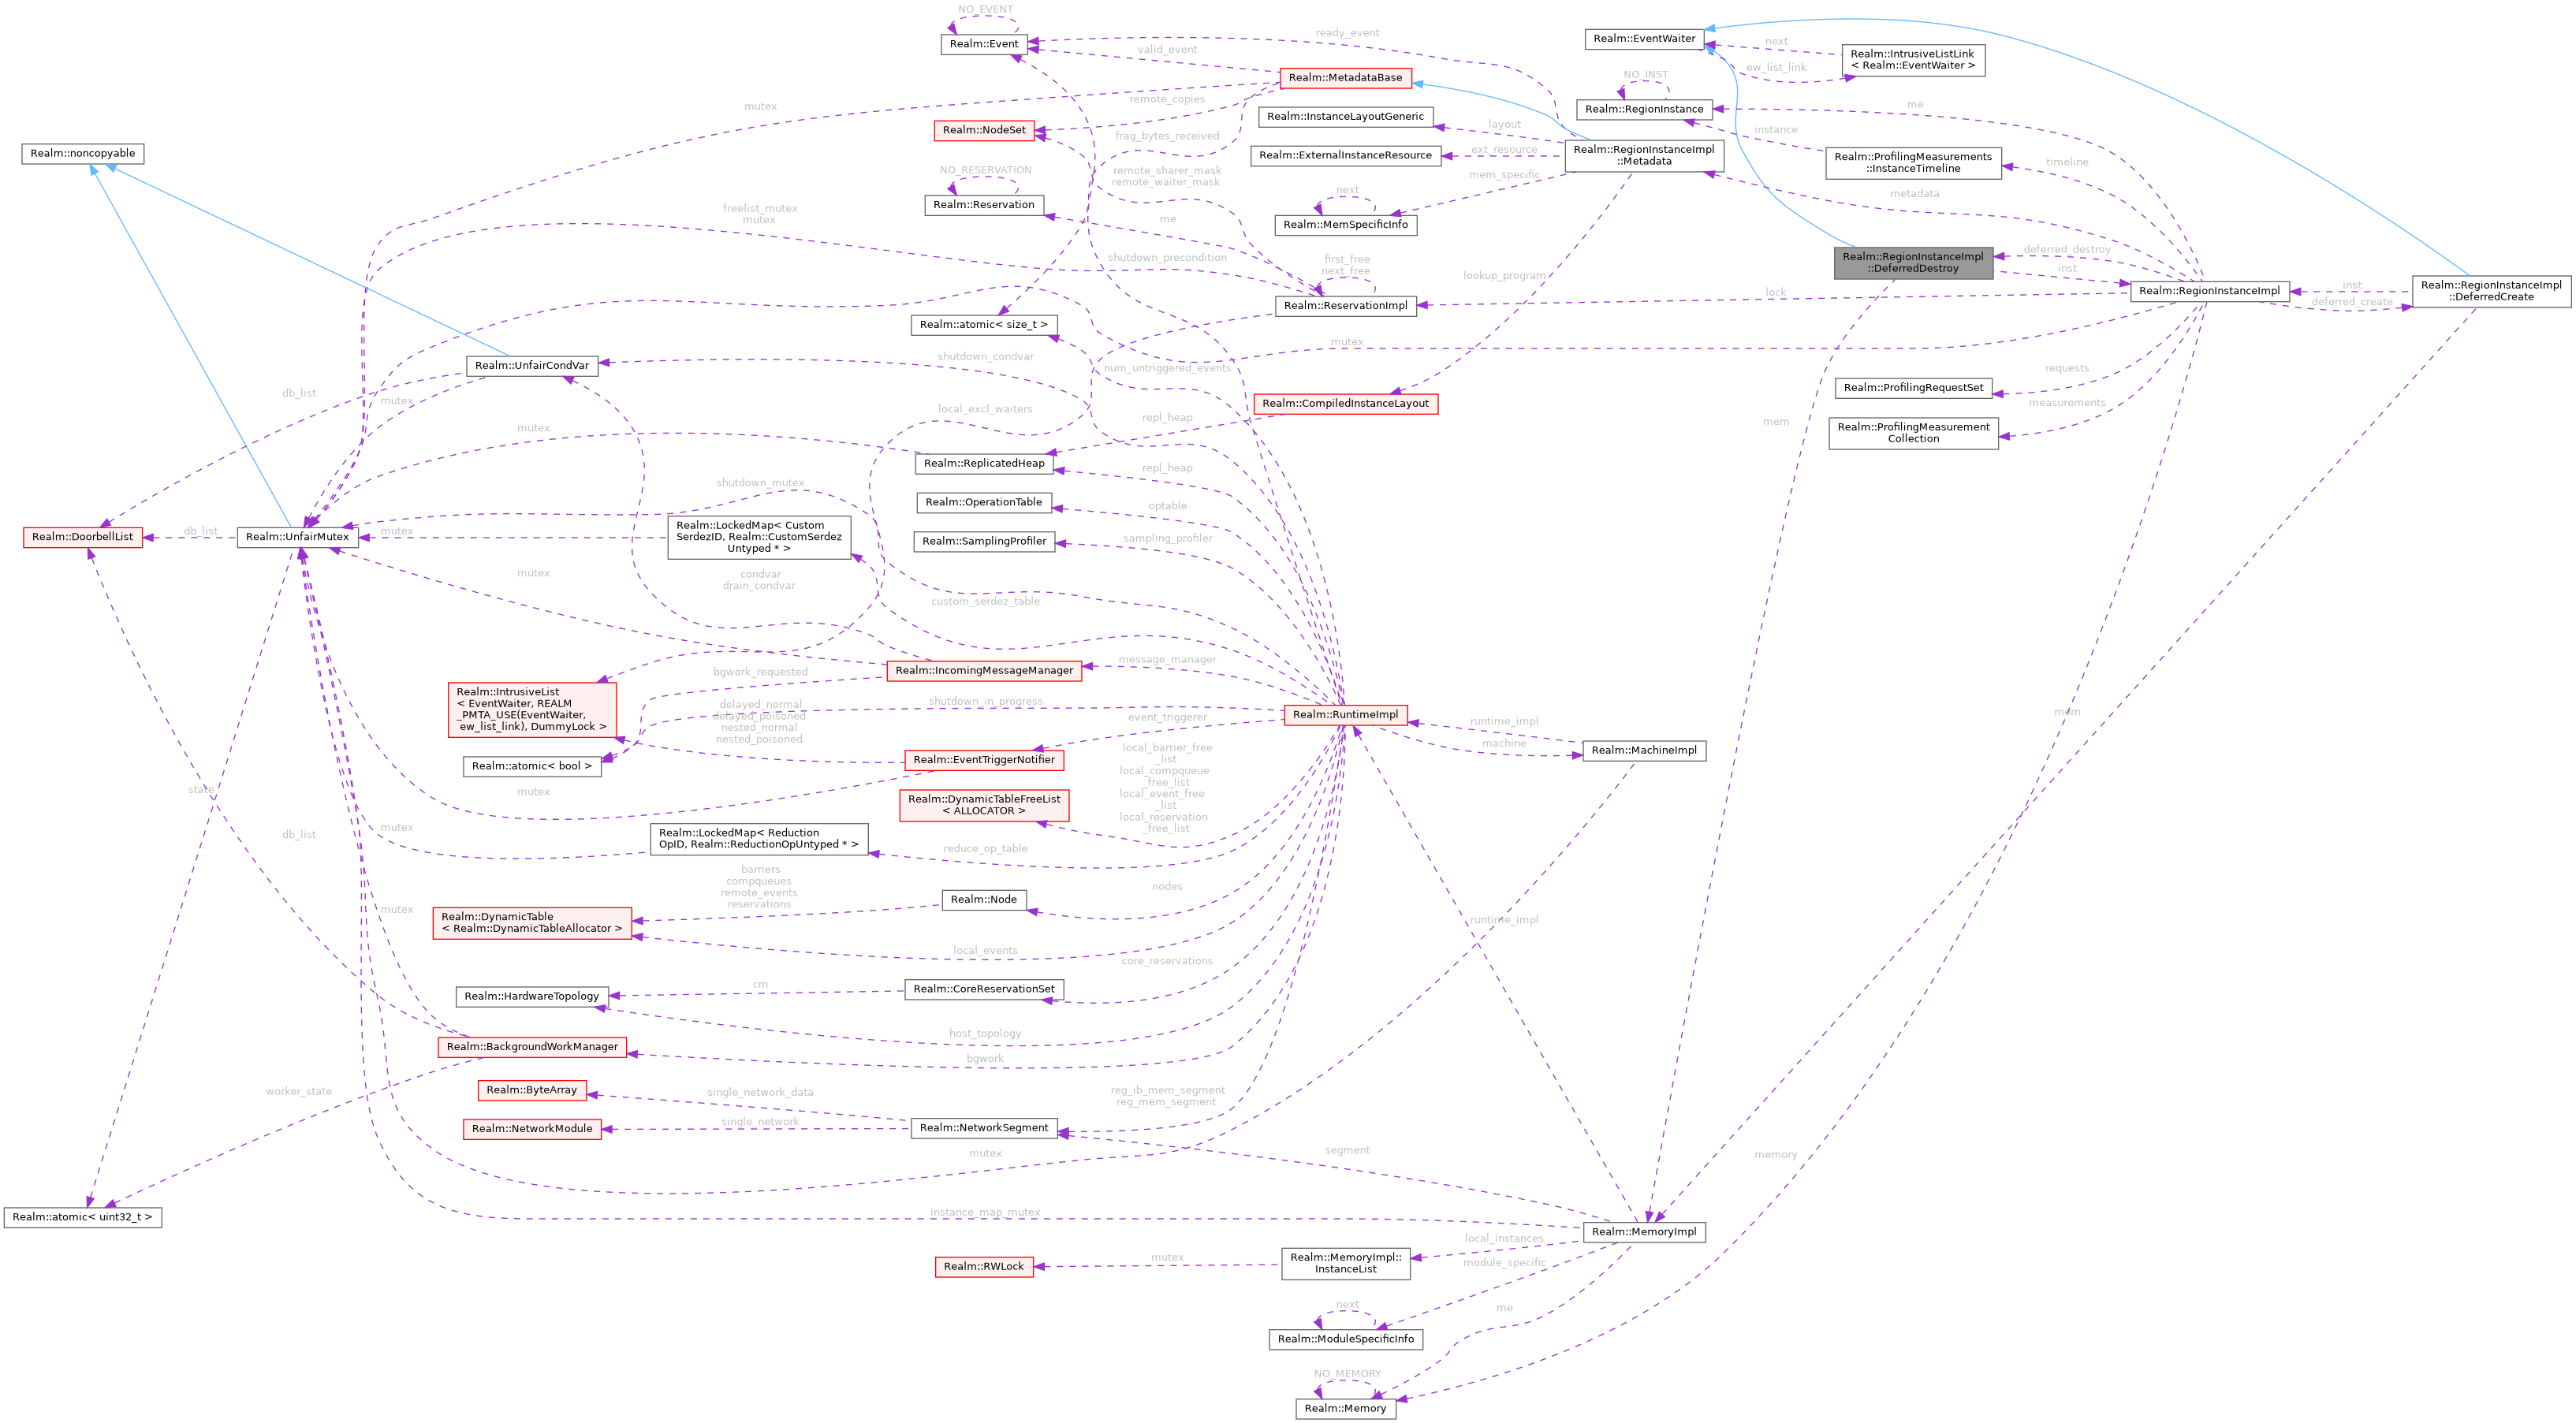 NO_EVENT
Realm::Event
ready_event
valid_event
Realm::EventWaiter
next
ew_list_link
Realm::IntrusiveListLink
< Realm::EventWaiter >
Realm::MetadataBase
NO_INST
Realm::RegionInstance
me
mutex
remote_copies
Realm::NodeSet
Realm::InstanceLayoutGeneric
layout
instance
frag_bytes_received
Realm::noncopyable
Realm::ExternalInstanceResource
ext_resource
Realm::RegionInstanceImpl
::Metadata
Realm::ProfilingMeasurements
::InstanceTimeline
timeline
NO_RESERVATION
Realm::Reservation
remote_sharer_mask
remote_waiter_mask
mem_specific
next
Realm::MemSpecificInfo
metadata
freelist_mutex
mutex
me
shutdown_precondition
first_free
next_free
Realm::ReservationImpl
lookup_program
Realm::RegionInstanceImpl
::DeferredDestroy
deferred_destroy
inst
lock
Realm::RegionInstanceImpl
inst
deferred_create
Realm::RegionInstanceImpl
::DeferredCreate
Realm::atomic< size_t >
mutex
Realm::UnfairCondVar
shutdown_condvar
num_untriggered_events
requests
Realm::ProfilingRequestSet
db_list
mutex
local_excl_waiters
Realm::CompiledInstanceLayout
measurements
repl_heap
mem
Realm::ProfilingMeasurement
Collection
mutex
Realm::ReplicatedHeap
repl_heap
shutdown_mutex
Realm::OperationTable
optable
Realm::DoorbellList
db_list
Realm::UnfairMutex
mutex
Realm::LockedMap< Custom
SerdezID, Realm::CustomSerdez
Untyped * >
Realm::SamplingProfiler
sampling_profiler
mutex
condvar
drain_condvar
custom_serdez_table
bgwork_requested
Realm::IncomingMessageManager
message_manager
Realm::IntrusiveList
< EventWaiter, REALM
_PMTA_USE(EventWaiter,
ew_list_link), DummyLock >
delayed_normal
delayed_poisoned
nested_normal
nested_poisoned
shutdown_in_progress
event_triggerer
Realm::RuntimeImpl
runtime_impl
machine
Realm::MachineImpl
mem
Realm::atomic< bool >
Realm::EventTriggerNotifier
local_barrier_free
_list
local_compqueue
_free_list
local_event_free
_list
local_reservation
_free_list
state
mutex
Realm::DynamicTableFreeList
< ALLOCATOR >
db_list
mutex
Realm::LockedMap< Reduction
OpID, Realm::ReductionOpUntyped * >
reduce_op_table
barriers
compqueues
remote_events
reservations
Realm::Node
nodes
mutex
Realm::DynamicTable
< Realm::DynamicTableAllocator >
local_events
runtime_impl
core_reservations
Realm::HardwareTopology
cm
Realm::CoreReservationSet
host_topology
Realm::BackgroundWorkManager
bgwork
worker_state
Realm::ByteArray
single_network_data
reg_ib_mem_segment
reg_mem_segment
Realm::NetworkModule
single_network
Realm::NetworkSegment
mutex
segment
memory
Realm::atomic< uint32_t >
instance_map_mutex
Realm::MemoryImpl
local_instances
Realm::RWLock
mutex
Realm::MemoryImpl::
InstanceList
module_specific
next
Realm::ModuleSpecificInfo
me
NO_MEMORY
Realm::Memory